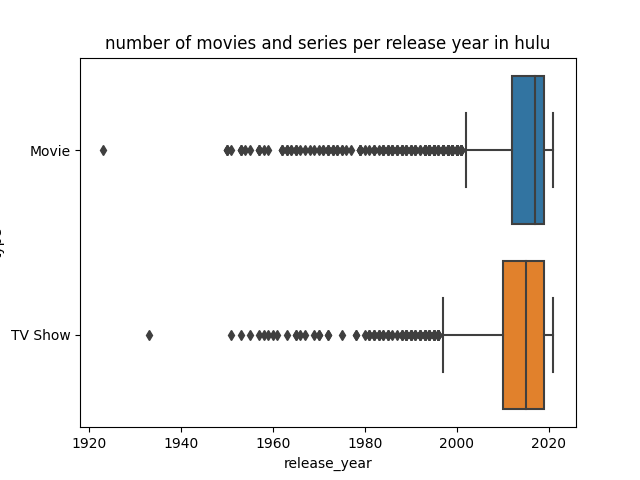 number of movies and series per release year in hulu
Movie
TV Show
1920 1940 1960 1980 2000 2020
release_year